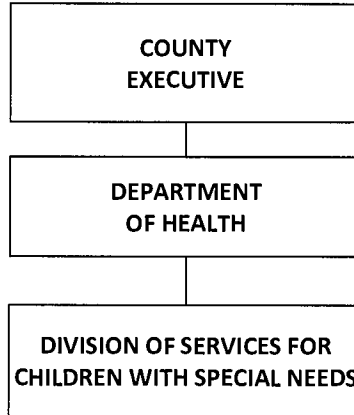 COUNTY
EXECUTIVE
DEPARTMENT
OF HEALTH
DIVISION OF SERVICES FOR
CHILDREN WITH SPECIAL NEEDS